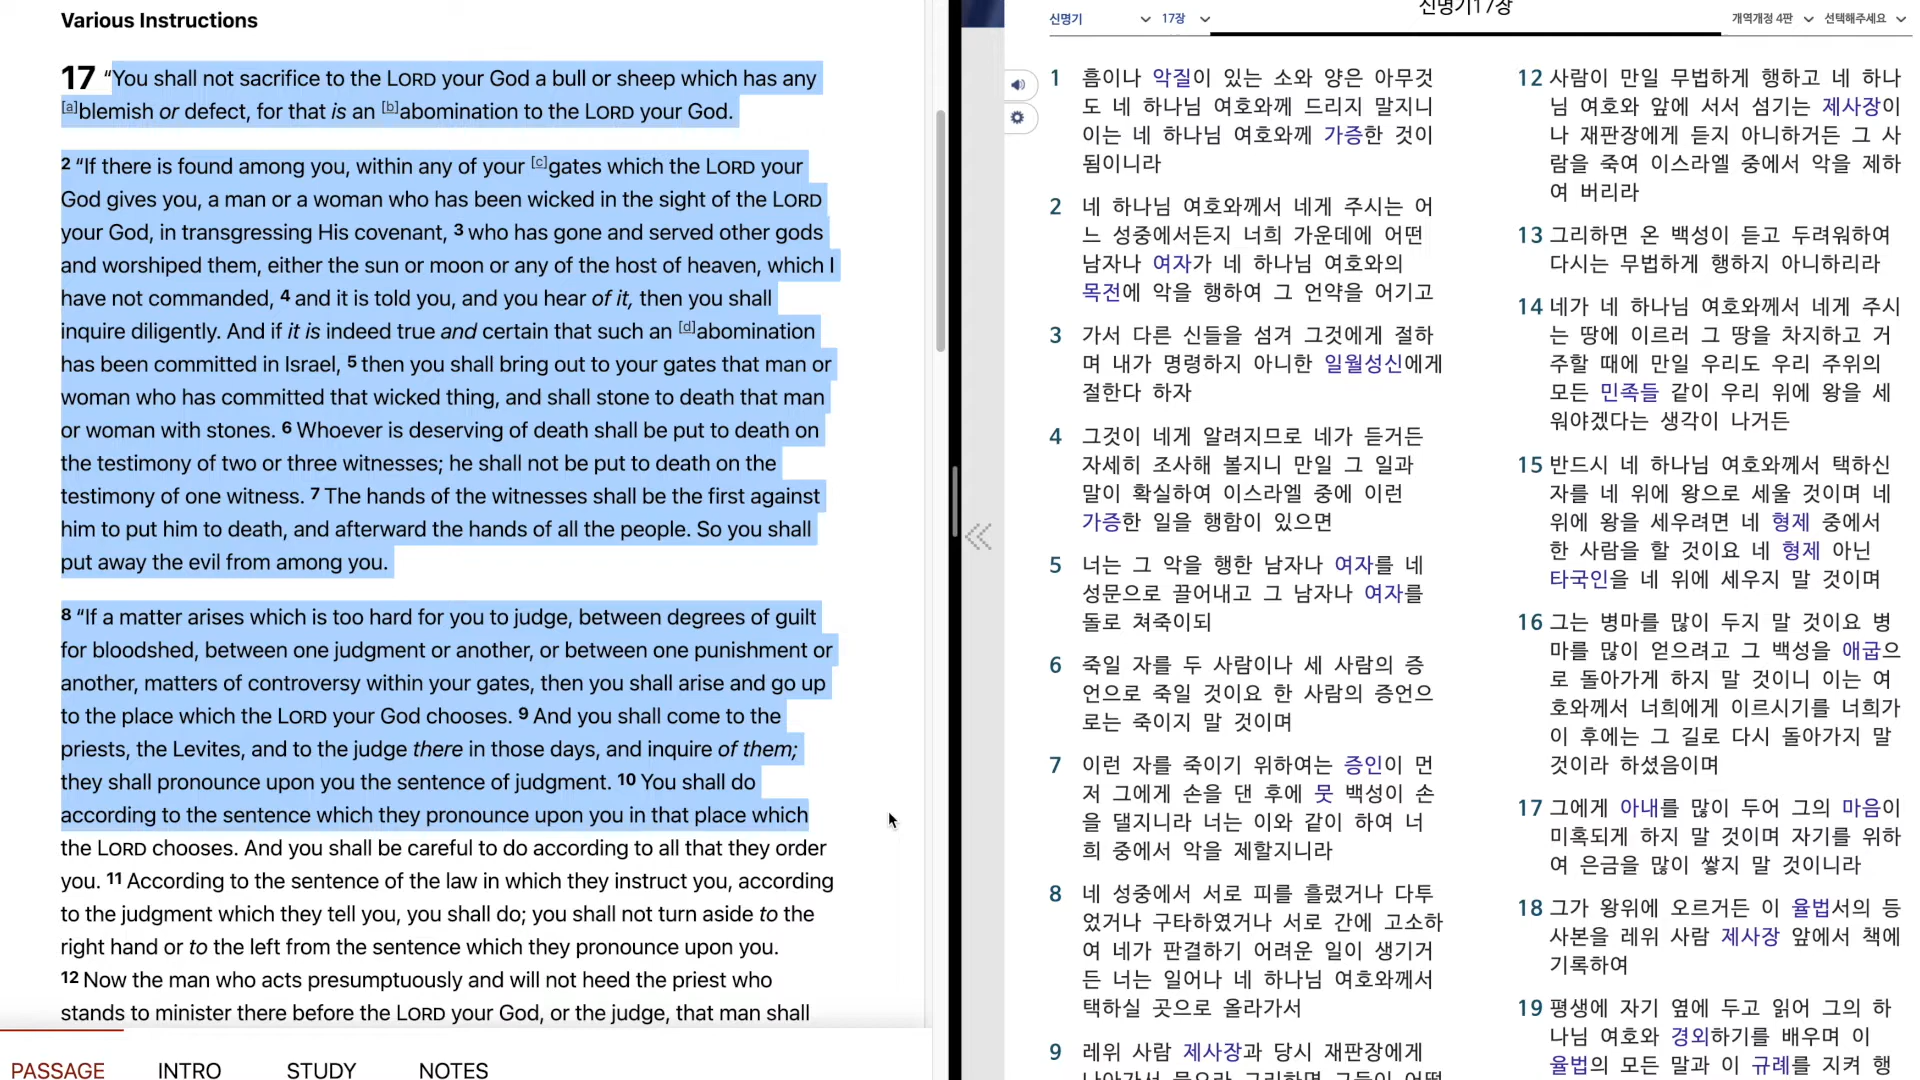 Various Instructions
17 “You shall not sacrifice to the LORD your God a bull or sheep which has any
[a]blemish or defect, for that is an [b]abomination to the LORD your God.
2 “If there is found among you, within any of your [c]gates which the LORD your
God gives you, a man or a woman who has been wicked in the sight of the LORD
your God, in transgressing His covenant, 3 who has gone and served other gods
and worshiped them, either the sun or moon or any of the host of heaven, which I
have not commanded, 4 and it is told you, and you hear of it, then you shall
inquire diligently. And if it is indeed true and certain that such an [d]abomination
has been committed in Israel, 5 then you shall bring out to your gates that man or
woman who has committed that wicked thing, and shall stone to death that man
or woman with stones. 6 Whoever is deserving of death shall be put to death on
the testimony of two or three witnesses; he shall not be put to death on the
testimony of one witness. 7 The hands of the witnesses shall be the first against
him to put him to death, and afterward the hands of all the people. So you shall
put away the evil from among you.
8 “If a matter arises which is too hard for you to judge, between degrees of guilt
for bloodshed, between one judgment or another, or between one punishment or
another, matters of controversy within your gates, then you shall arise and go up
to the place which the LORD your God chooses. 9 And you shall come to the
priests, the Levites, and to the judge there in those days, and inquire of them;
they shall pronounce upon you the sentence of judgment. 10 You shall do
according to the sentence which they pronounce upon you in that place which
the LORD chooses. And you shall be careful to do according to all that they order
you. 11 According to the sentence of the law in which they instruct you, according
to the judgment which they tell you, you shall do; you shall not turn aside to the
right hand or to the left from the sentence which they pronounce upon you.
12 Now the man who acts presumptuously and will not heed the priest who
stands to minister there before the LORD your God, or the judge, that man shall
PASSAGE INTRO STUDY NOTES
신명기 17장 신명기17장 개역개정 4판 선택해주세요
1 흠이나 악질이 있는 소와 양은 아무것
도 네 하나님 여호와께 드리지 말지니
이는 네 하나님 여호와께 가증한 것이
됨이니라
2 네 하나님 여호와께서 네게 주시는 어
느 성중에서든지 너희 가운데에 어떤
남자나 여자가 네 하나님 여호와의
목전에 악을 행하여 그 언약을 어기고
3 가서 다른 신들을 섬겨 그것에게 절하
며 내가 명령하지 아니한 일월성신에게
절한다 하자
4 그것이 네게 알려지므로 네가 듣거든
자세히 조사해 볼지니 만일 그 일과
말이 확실하여 이스라엘 중에 이런
가증한 일을 행함이 있으면
5 너는 그 악을 행한 남자나 여자를 네
성문으로 끌어내고 그 남자나 여자를
돌로 쳐죽이되
6 죽일 자를 두 사람이나 세 사람의 증
언으로 죽일 것이요 한 사람의 증언으
로는 죽이지 말 것이며
7 이런 자를 죽이기 위하여는 증인이 먼
저 그에게 손을 댄 후에 뭇 백성이 손
을 댈지니라 너는 이와 같이 하여 너
희 중에서 악을 제할지니라
8 네 성중에서 서로 피를 흘렸거나 다투
었거나 구타하였거나 서로 간에 고소하
여 네가 판결하기 어려운 일이 생기거
든 너는 일어나 네 하나님 여호와께서
택하실 곳으로 올라가서
9 레위 사람 제사장과 당시 재판장에게
나아가서 물으라 그리하면 그들이 어떻
12 사람이 만일 무법하게 행하고 네 하나
님 여호와 앞에 서서 섬기는 제사장이
나 재판장에게 듣지 아니하거든 그 사
람을 죽여 이스라엘 중에서 악을 제하
여 버리라
13 그리하면 온 백성이 듣고 두려워하여
다시는 무법하게 행하지 아니하리라
14 네가 네 하나님 여호와께서 네게 주시
는 땅에 이르러 그 땅을 차지하고 거
주할 때에 만일 우리도 우리 주위의
모든 민족들 같이 우리 위에 왕을 세
워야겠다는 생각이 나거든
15 반드시 네 하나님 여호와께서 택하신
자를 네 위에 왕으로 세울 것이며 네
위에 왕을 세우려면 네 형제 중에서
한 사람을 할 것이요 네 형제 아닌
타국인을 네 위에 세우지 말 것이며
16 그는 병마를 많이 두지 말 것이요 병
마를 많이 얻으려고 그 백성을 애굽으
로 돌아가게 하지 말 것이니 이는 여
호와께서 너희에게 이르시기를 너희가
이 후에는 그 길로 다시 돌아가지 말
것이라 하셨음이며
17 그에게 아내를 많이 두어 그의 마음이
미혹되게 하지 말 것이며 자기를 위하
여 은금을 많이 쌓지 말 것이니라
18 그가 왕위에 오르거든 이 율법서의 등
사본을 레위 사람 제사장 앞에서 책에
기록하여
19 평생에 자기 옆에 두고 읽어 그의 하
나님 여호와 경외하기를 배우며 이
율법의 모든 말과 이 규례를 지켜 행